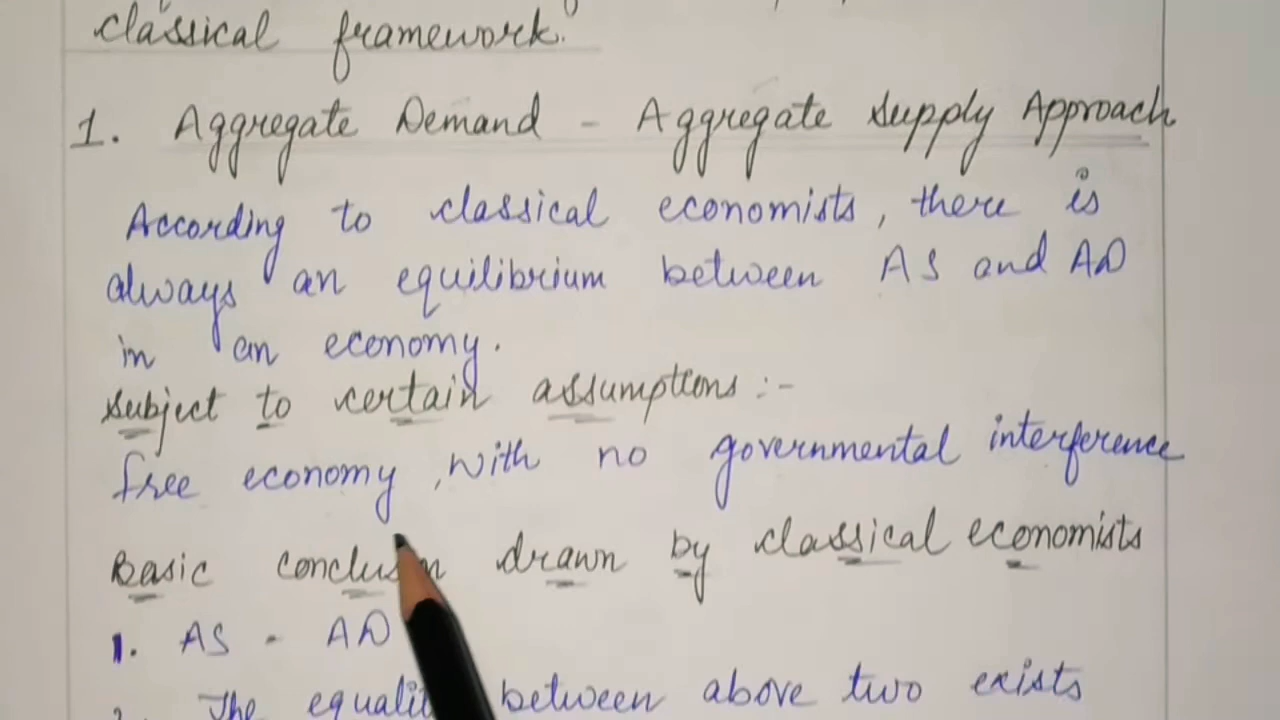 classical framework."
1. Aggregate Demand - Aggregate Supply Approach
According to classical economists, there is
always an equilibrium between AS and AD
in an economy.
Subject to certain assumptions :-
free economy, with no governmental interference
Basic conclusion drawn by classical economists
1. AS - AD
The equality between above two exists